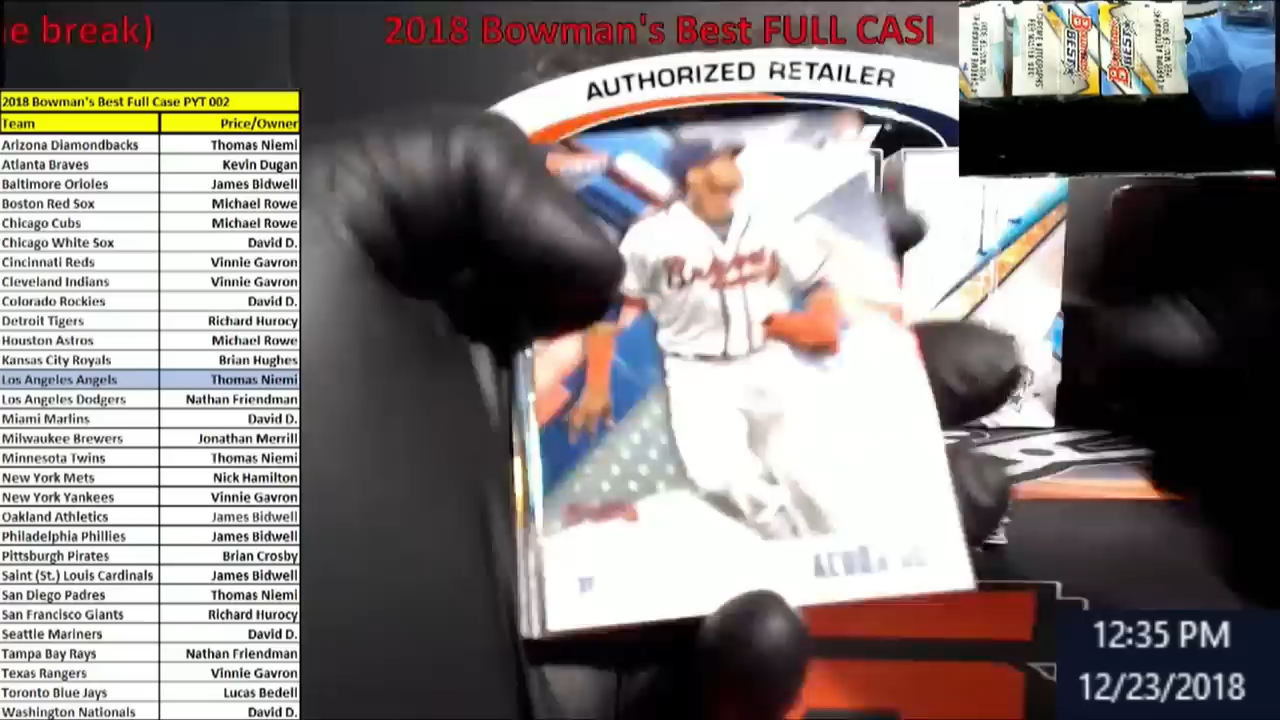 e break)
2018 Bowman's Best FULL CASI
AUTHORIZED RETAILER
2018 Bowman's Best Full Case PYT 002
Team Price/Owner
Arizona Diamondbacks Thomas Niemi
Atlanta Braves Kevin Dugan
Baltimore Orioles James Bidwell
Boston Red Sox Michael Rowe
Chicago Cubs Michael Rowe
Chicago White Sox David D.
Cincinnati Reds Vinnie Gavron
Cleveland Indians Vinnie Gavron
Colorado Rockies David D.
Detroit Tigers Richard Hurocy
Houston Astros Michael Rowe
Kansas City Royals Brian Hughes
Los Angeles Angels Thomas Niemi
Los Angeles Dodgers Nathan Friendman
Miami Marlins David D.
Milwaukee Brewers Jonathan Merrill
Minnesota Twins Thomas Niemi
New York Mets Nick Hamilton
New York Yankees Vinnie Gavron
Oakland Athletics James Bidwell
Philadelphia Phillies James Bidwell
Pittsburgh Pirates Brian Crosby
Saint (St.) Louis Cardinals James Bidwell
San Diego Padres Thomas Niemi
San Francisco Giants Richard Hurocy
Seattle Mariners David D.
Tampa Bay Rays Nathan Friendman
Texas Rangers Vinnie Gavron
Toronto Blue Jays Lucas Bedell
Washington Nationals David D.
Braves
12:35 PM
12/23/2018